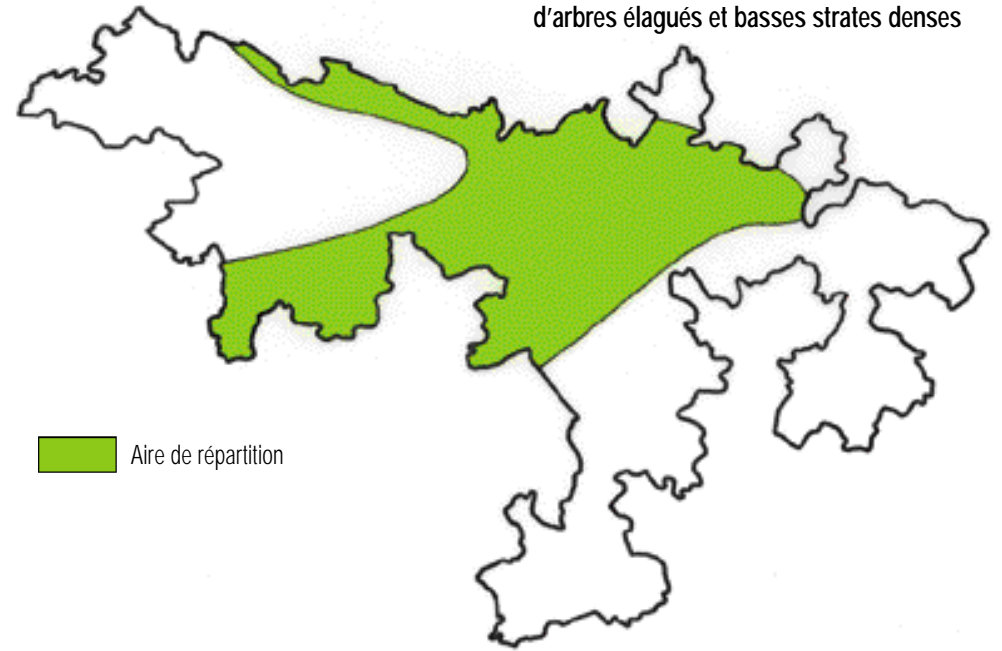 d'arbres élagués et basses strates denses
Aire de répartition